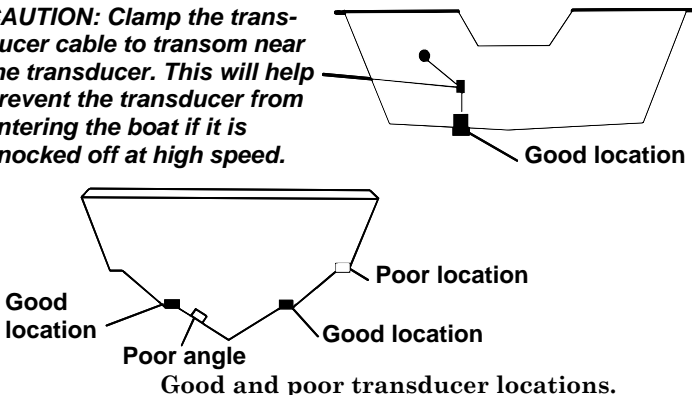 CAUTION: Clamp the trans-
ducer cable to transom near
the transducer. This will help
prevent the transducer from
entering the boat if it is
knocked off at high speed.
Good location
Poor location
Good
location
Good location
Poor angle
Good and poor transducer locations.